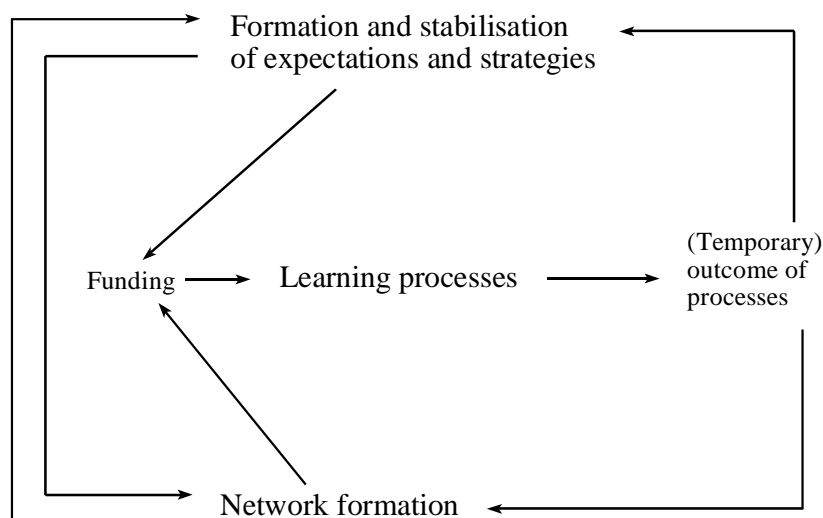 Formation and stabilisation
of expectations and strategies
(Temporary)
outcome of
processes
Funding
Learning processes
Network formation